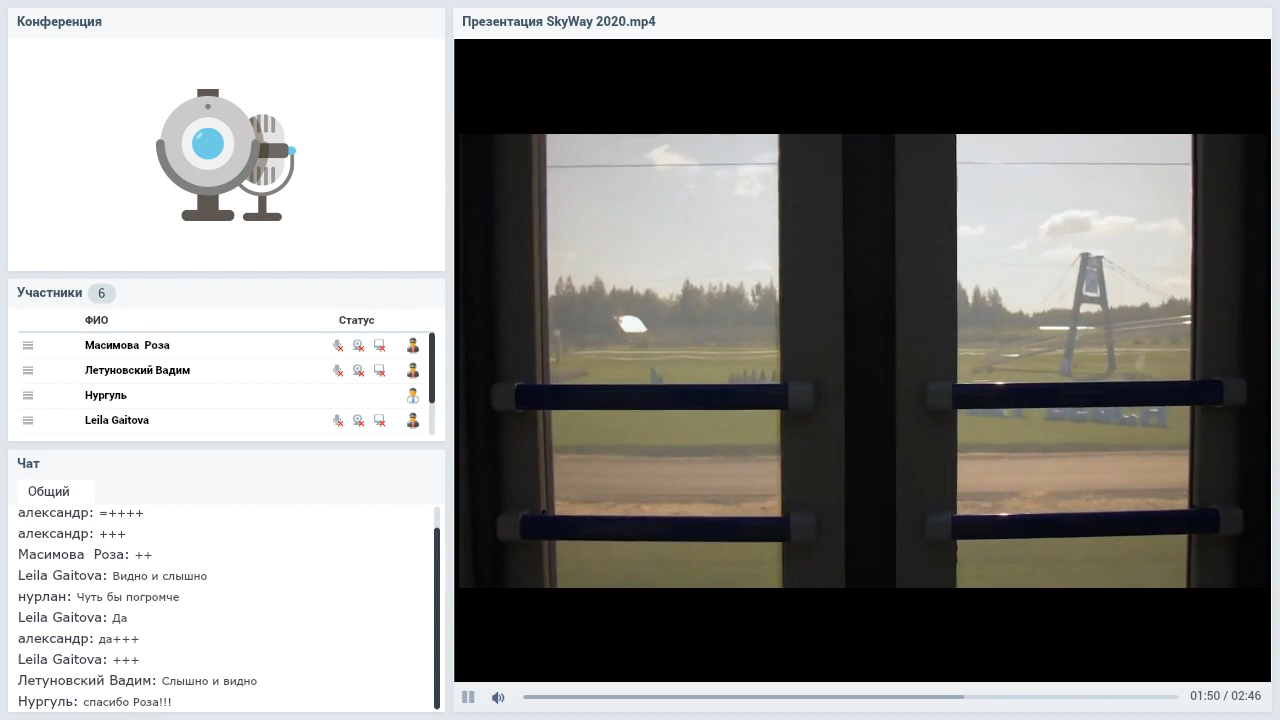 Конференция
Презентация SkyWay 2020.mp4
Участники 6
ФИО Статус
Масимова Роза
Летуновский Вадим
Нургуль
Leila Gaitova
Чат
Общий
александр: =++++
александр: +++
Масимова Роза: ++
Leila Gaitova: Видно и слышно
нурлан: Чуть бы погромче
Leila Gaitova: Да
александр: да+++
Leila Gaitova: +++
Летуновский Вадим: Слышно и видно
Нургуль: спасибо Роза!!!
01:50 / 02:46